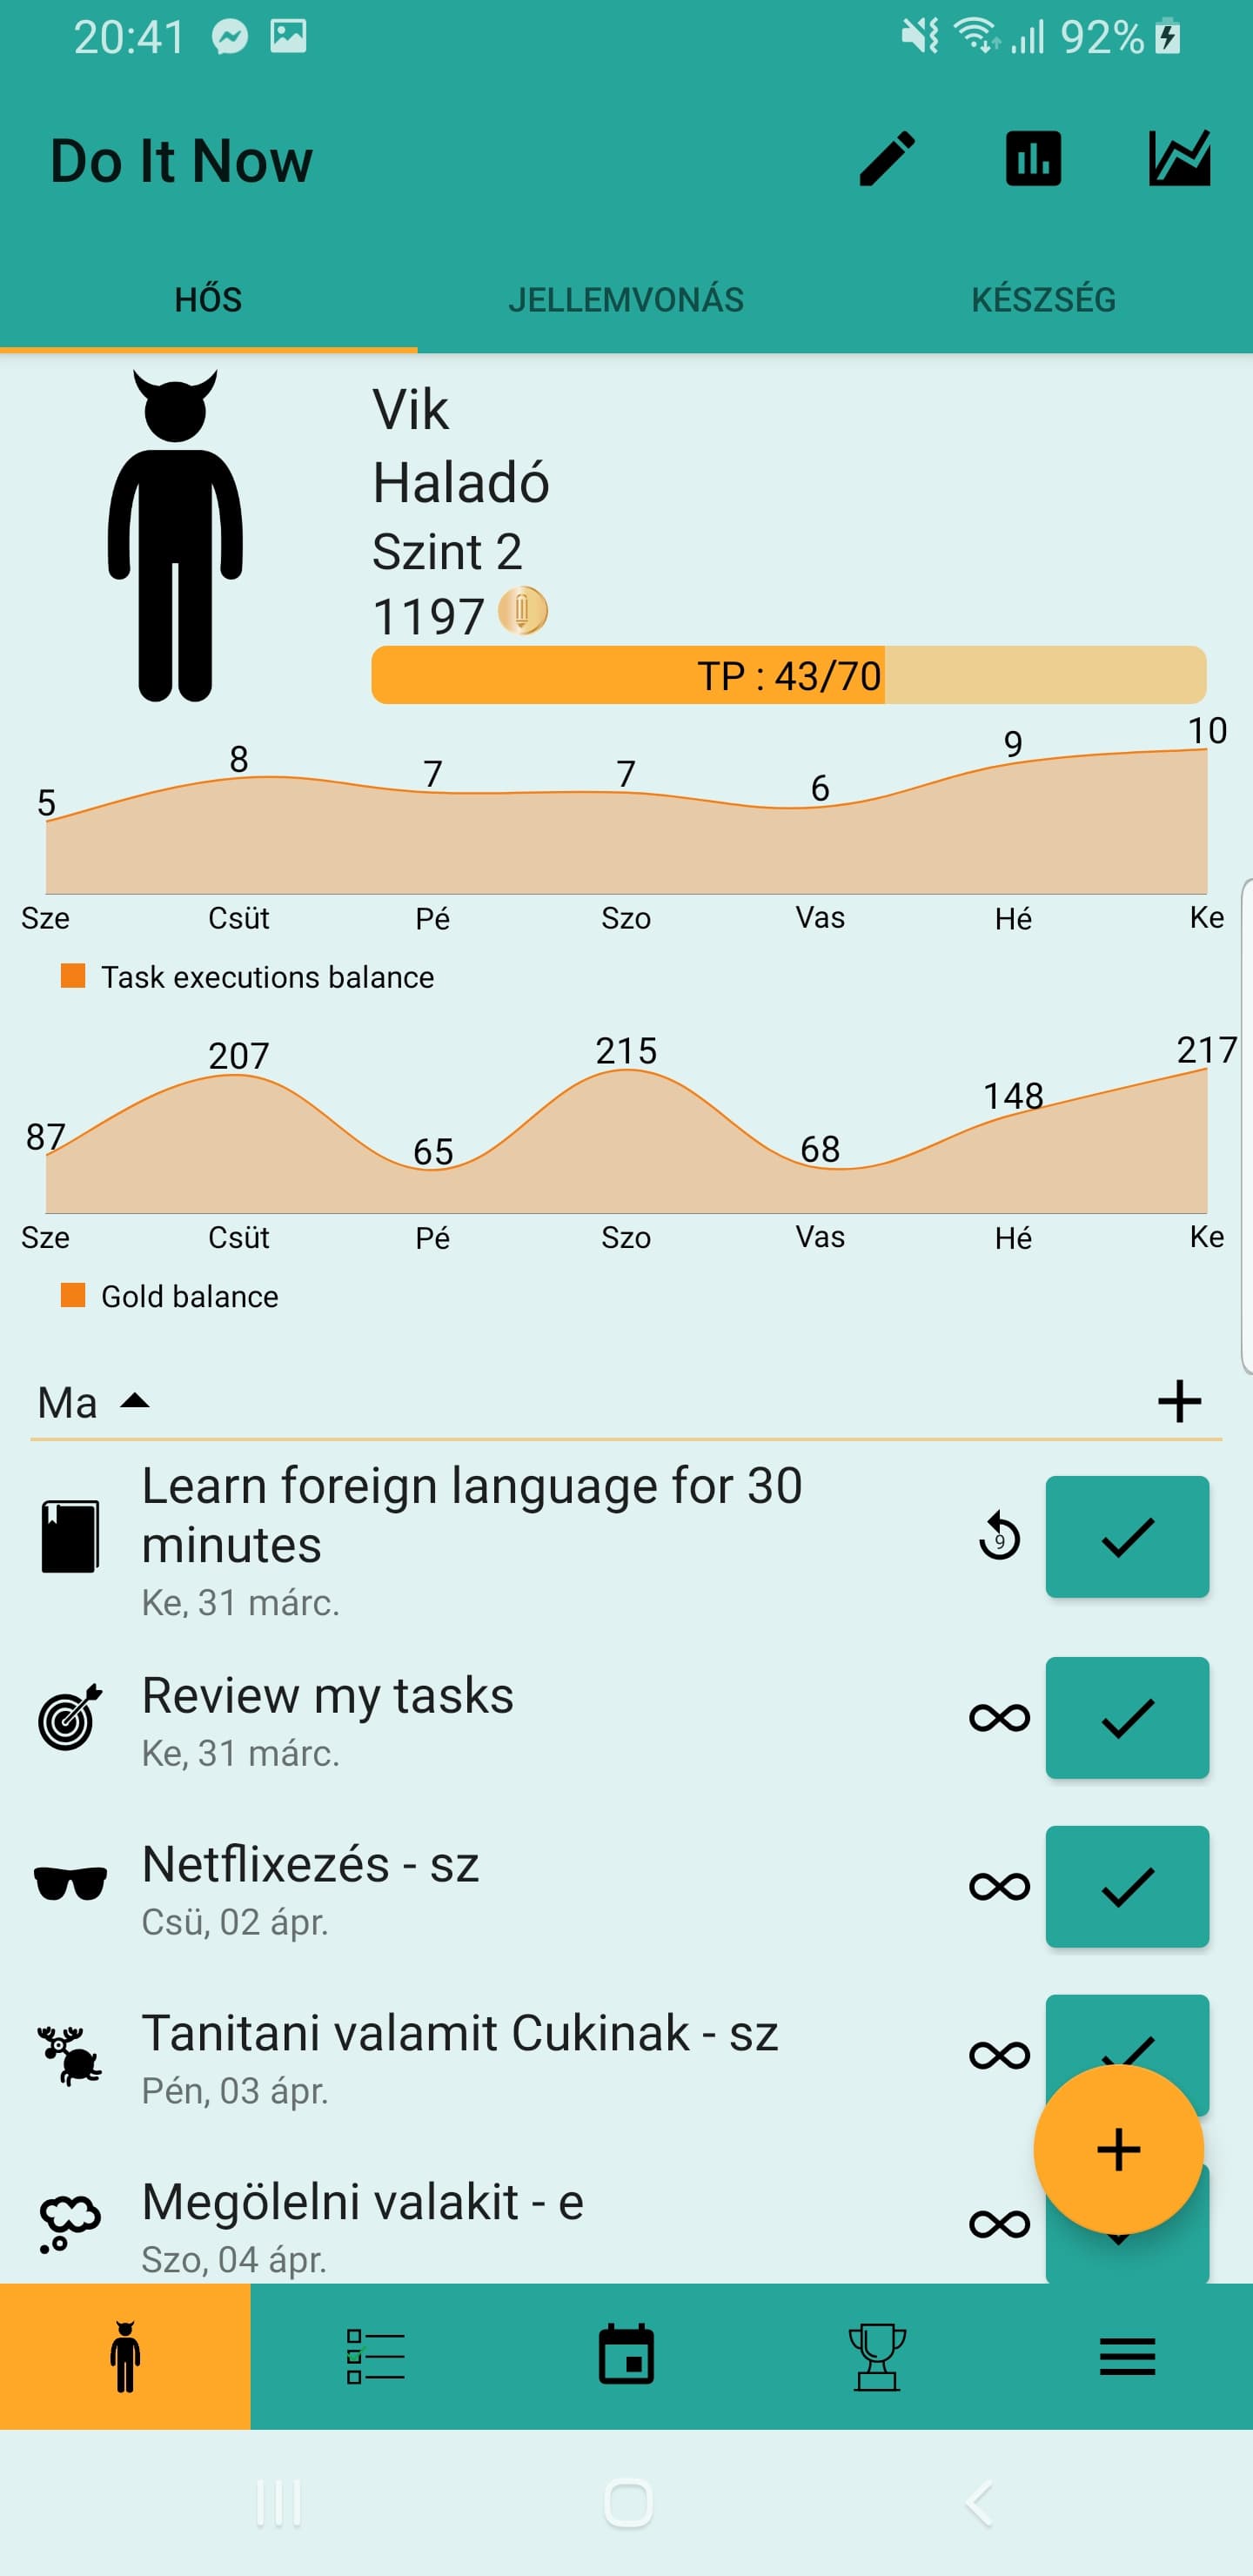 20:41 92%
Do It Now
HŐS JELLEMVONÁS KÉSZSÉG
Vik
Haladó
Szint 2
1197
TP : 43/70
5 8 7 7 6 9 10
Sze Csüt Pé Szo Vas Hé Ke
Task executions balance
87 207 65 215 68 148 217
Sze Csüt Pé Szo Vas Hé Ke
Gold balance
Ma
Learn foreign language for 30
minutes
9
Ke, 31 márc.
Review my tasks
Ke, 31 márc.
Netflixezés - sz
Csü, 02 ápr.
Tanitani valamit Cukinak - sz
Pén, 03 ápr.
Megölelni valakit - e
Szo, 04 ápr.